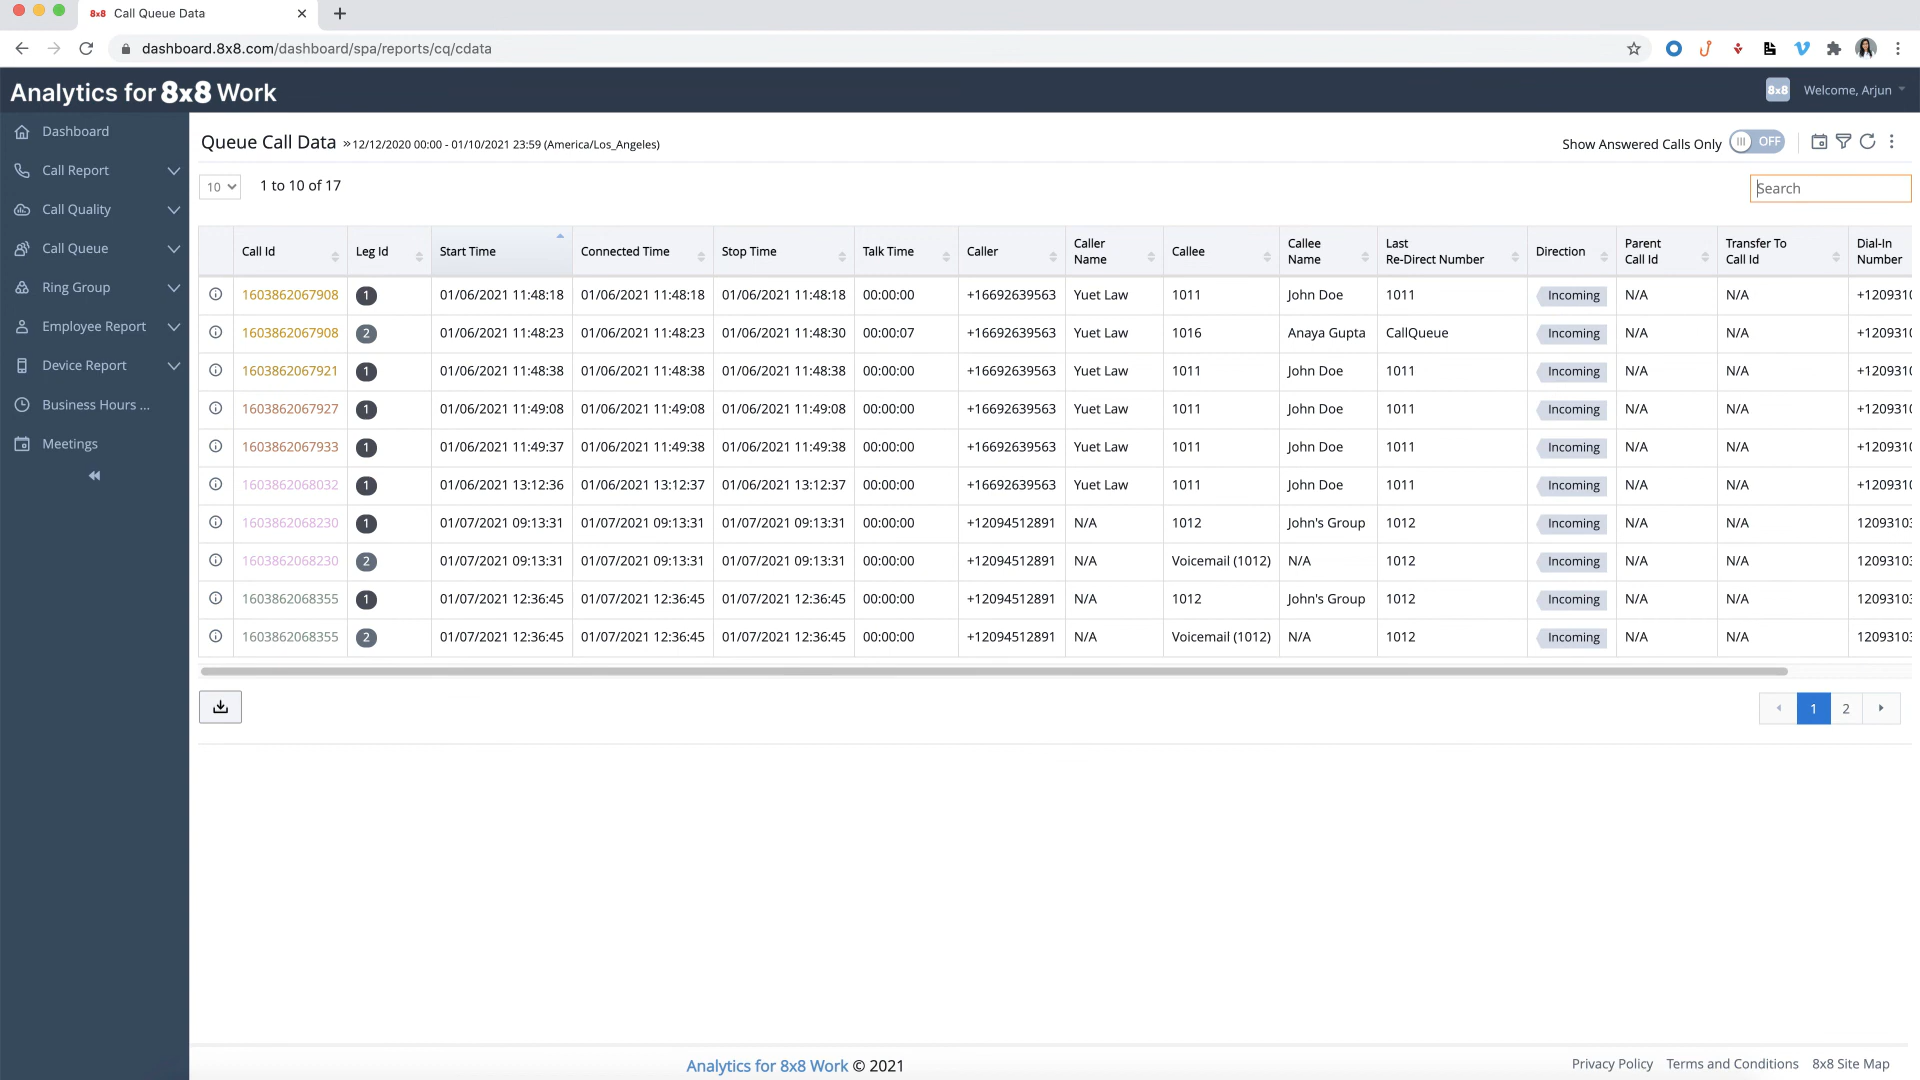 8x8 Call Queue Data
dashboard.8x8.com/dashboard/spa/reports/cq/cdata
Analytics for 8x8 Work
8x8 Welcome, Arjun
Dashboard
Call Report
Call Quality
Call Queue
Ring Group
Employee Report
Device Report
Business Hours ...
Meetings
Queue Call Data » 12/12/2020 00:00 - 01/10/2021 23:59 (America/Los_Angeles)
Show Answered Calls Only OFF
10 1 to 10 of 17
Search
Call Id Leg Id Start Time Connected Time Stop Time Talk Time Caller Caller Name Callee Callee Name Last Re-Direct Number Direction Parent Call Id Transfer To Call Id Dial-In Number
1603862067908 1 01/06/2021 11:48:18 01/06/2021 11:48:18 01/06/2021 11:48:18 00:00:00 +16692639563 Yuet Law 1011 John Doe 1011 Incoming N/A N/A +1209310
1603862067908 2 01/06/2021 11:48:23 01/06/2021 11:48:23 01/06/2021 11:48:30 00:00:07 +16692639563 Yuet Law 1016 Anaya Gupta CallQueue Incoming N/A N/A +1209310
1603862067921 1 01/06/2021 11:48:38 01/06/2021 11:48:38 01/06/2021 11:48:38 00:00:00 +16692639563 Yuet Law 1011 John Doe 1011 Incoming N/A N/A +1209310
1603862067927 1 01/06/2021 11:49:08 01/06/2021 11:49:08 01/06/2021 11:49:08 00:00:00 +16692639563 Yuet Law 1011 John Doe 1011 Incoming N/A N/A +1209310
1603862067933 1 01/06/2021 11:49:37 01/06/2021 11:49:38 01/06/2021 11:49:38 00:00:00 +16692639563 Yuet Law 1011 John Doe 1011 Incoming N/A N/A +1209310
1603862068032 1 01/06/2021 13:12:36 01/06/2021 13:12:37 01/06/2021 13:12:37 00:00:00 +16692639563 Yuet Law 1011 John Doe 1011 Incoming N/A N/A +1209310
1603862068230 1 01/07/2021 09:13:31 01/07/2021 09:13:31 01/07/2021 09:13:31 00:00:00 +12094512891 N/A 1012 John's Group 1012 Incoming N/A N/A 12093103
1603862068230 2 01/07/2021 09:13:31 01/07/2021 09:13:31 01/07/2021 09:13:31 00:00:00 +12094512891 N/A Voicemail (1012) N/A 1012 Incoming N/A N/A 12093103
1603862068355 1 01/07/2021 12:36:45 01/07/2021 12:36:45 01/07/2021 12:36:45 00:00:00 +12094512891 N/A 1012 John's Group 1012 Incoming N/A N/A 12093103
1603862068355 2 01/07/2021 12:36:45 01/07/2021 12:36:45 01/07/2021 12:36:45 00:00:00 +12094512891 N/A Voicemail (1012) N/A 1012 Incoming N/A N/A 12093103
1 2
Analytics for 8x8 Work © 2021
Privacy Policy Terms and Conditions 8x8 Site Map